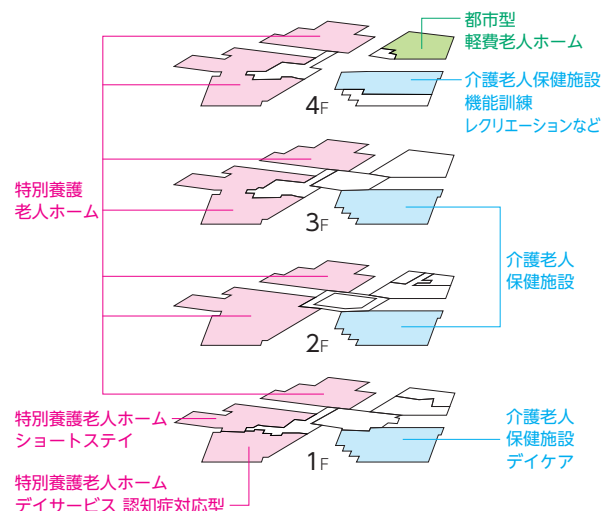 都市型
軽費老人ホーム
介護老人保健施設
機能訓練
レクリエーションなど
4F
特別養護
老人ホーム
3F
介護老人
保健施設
2F
特別養護老人ホーム
ショートステイ
介護老人
保健施設
デイケア
1F
特別養護老人ホーム
デイサービス 認知症対応型